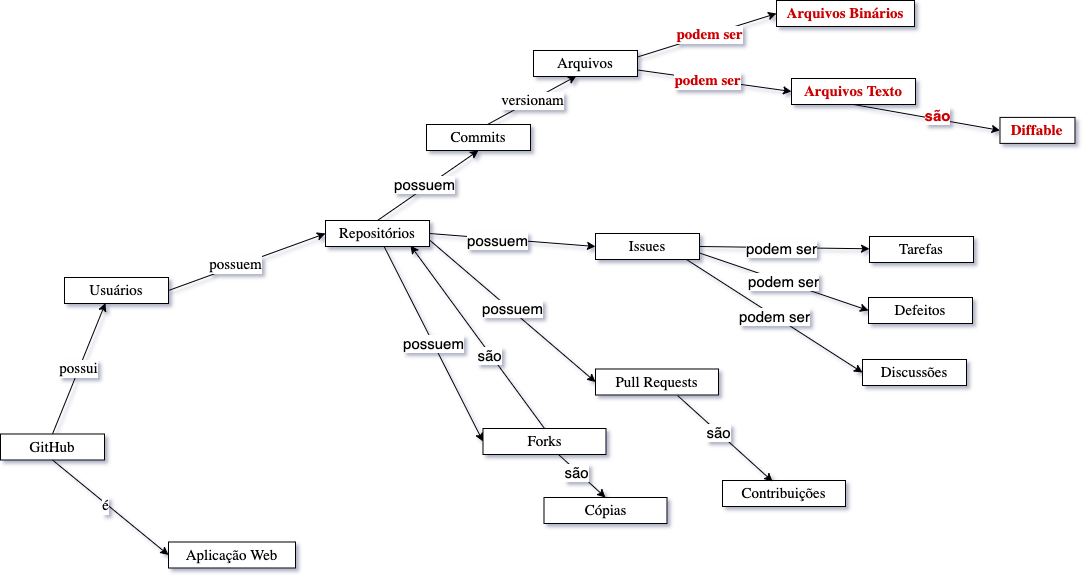 Arquivos Binários
podem ser
Arquivos
podem ser
Arquivos Texto
versionam
são
Diffable
Commits
possuem
Repositórios
possuem
Issues
podem ser
Tarefas
possuem
podem ser
Usuários
possuem
Defeitos
podem ser
possuem
são
possui
Discussões
Pull Requests
são
GitHub
Forks
são
Contribuições
é
Cópias
Aplicação Web